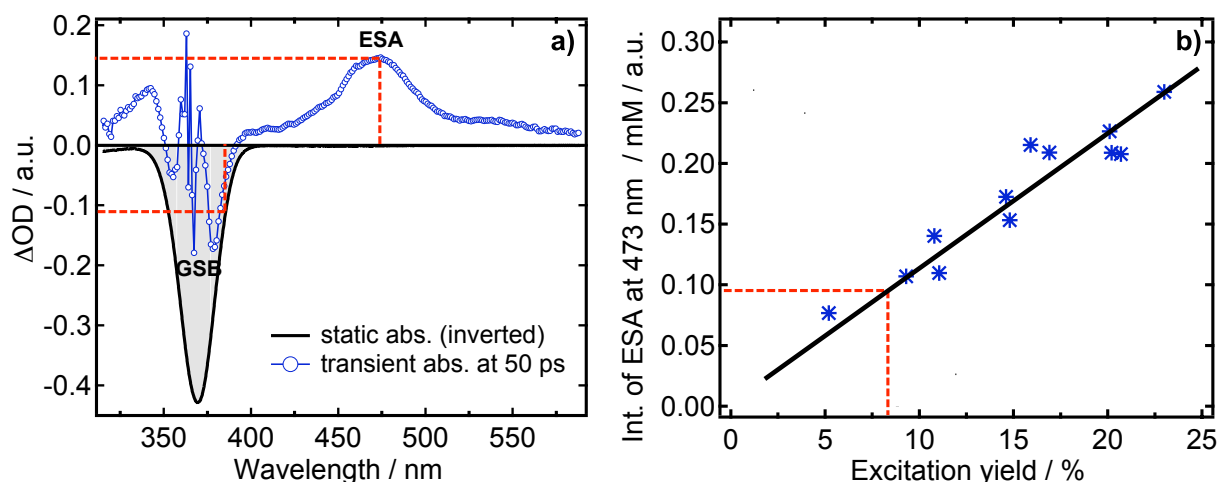 a)
ΔOD / a.u.
0.2
0.1
0.0
-0.1
-0.2
-0.3
-0.4
ESA
GSB
static abs. (inverted)
transient abs. at 50 ps
350 400 450 500 550
Wavelength / nm
b)
Int. of ESA at 473 nm / mM / a.u.
0.30
0.25
0.20
0.15
0.10
0.05
0.00
0 5 10 15 20 25
Excitation yield / %